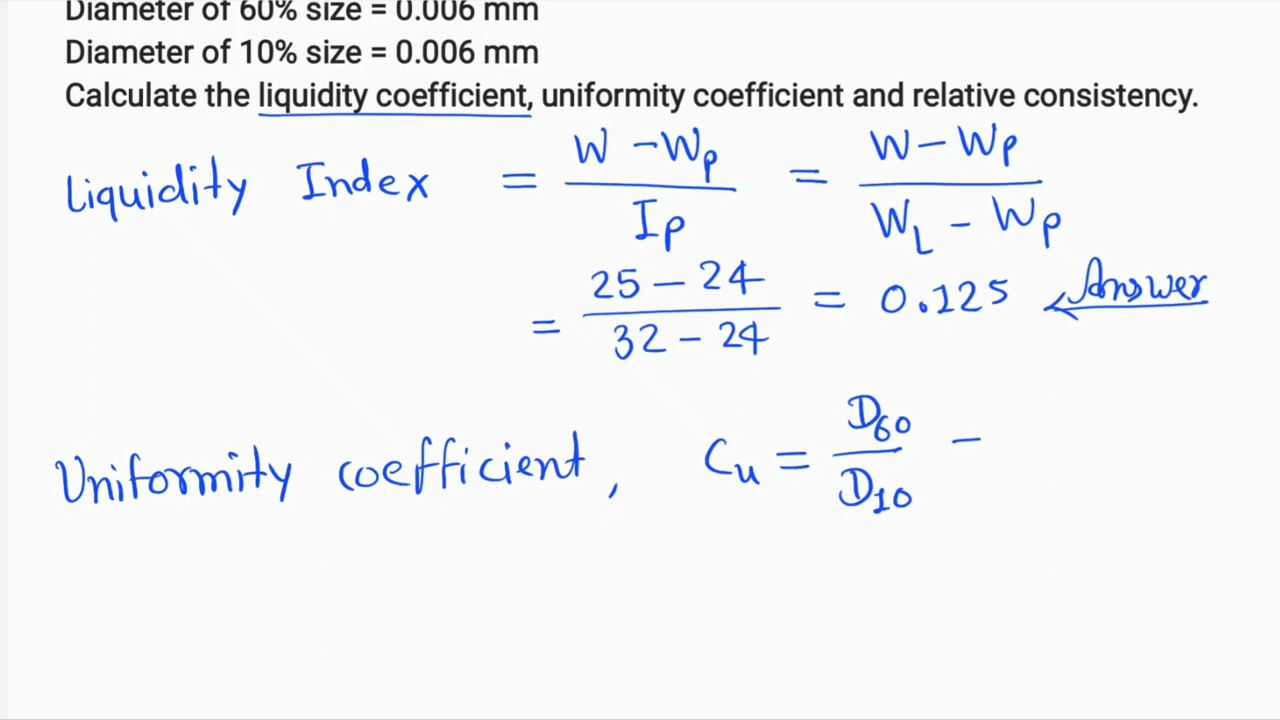 Diameter of 60% size = 0.006 mm
Diameter of 10% size = 0.006 mm
Calculate the liquidity coefficient, uniformity coefficient and relative consistency.
Liquidity Index = (W - Wp) / Ip = (W - Wp) / (WL - Wp)
= (25 - 24) / (32 - 24) = 0.125 ← Answer
Uniformity coefficient, Cu = D60 / D10 -